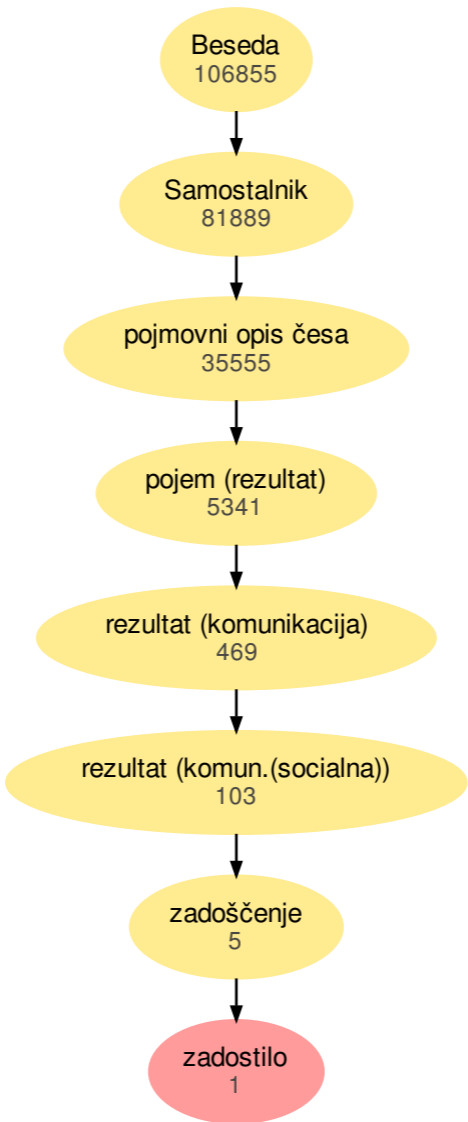 Beseda
106855
Samostalnik
81889
pojmovni opis česa
35555
pojem (rezultat)
5341
rezultat (komunikacija)
469
rezultat (komun.(socialna))
103
zadoščenje
5
zadostilo
1